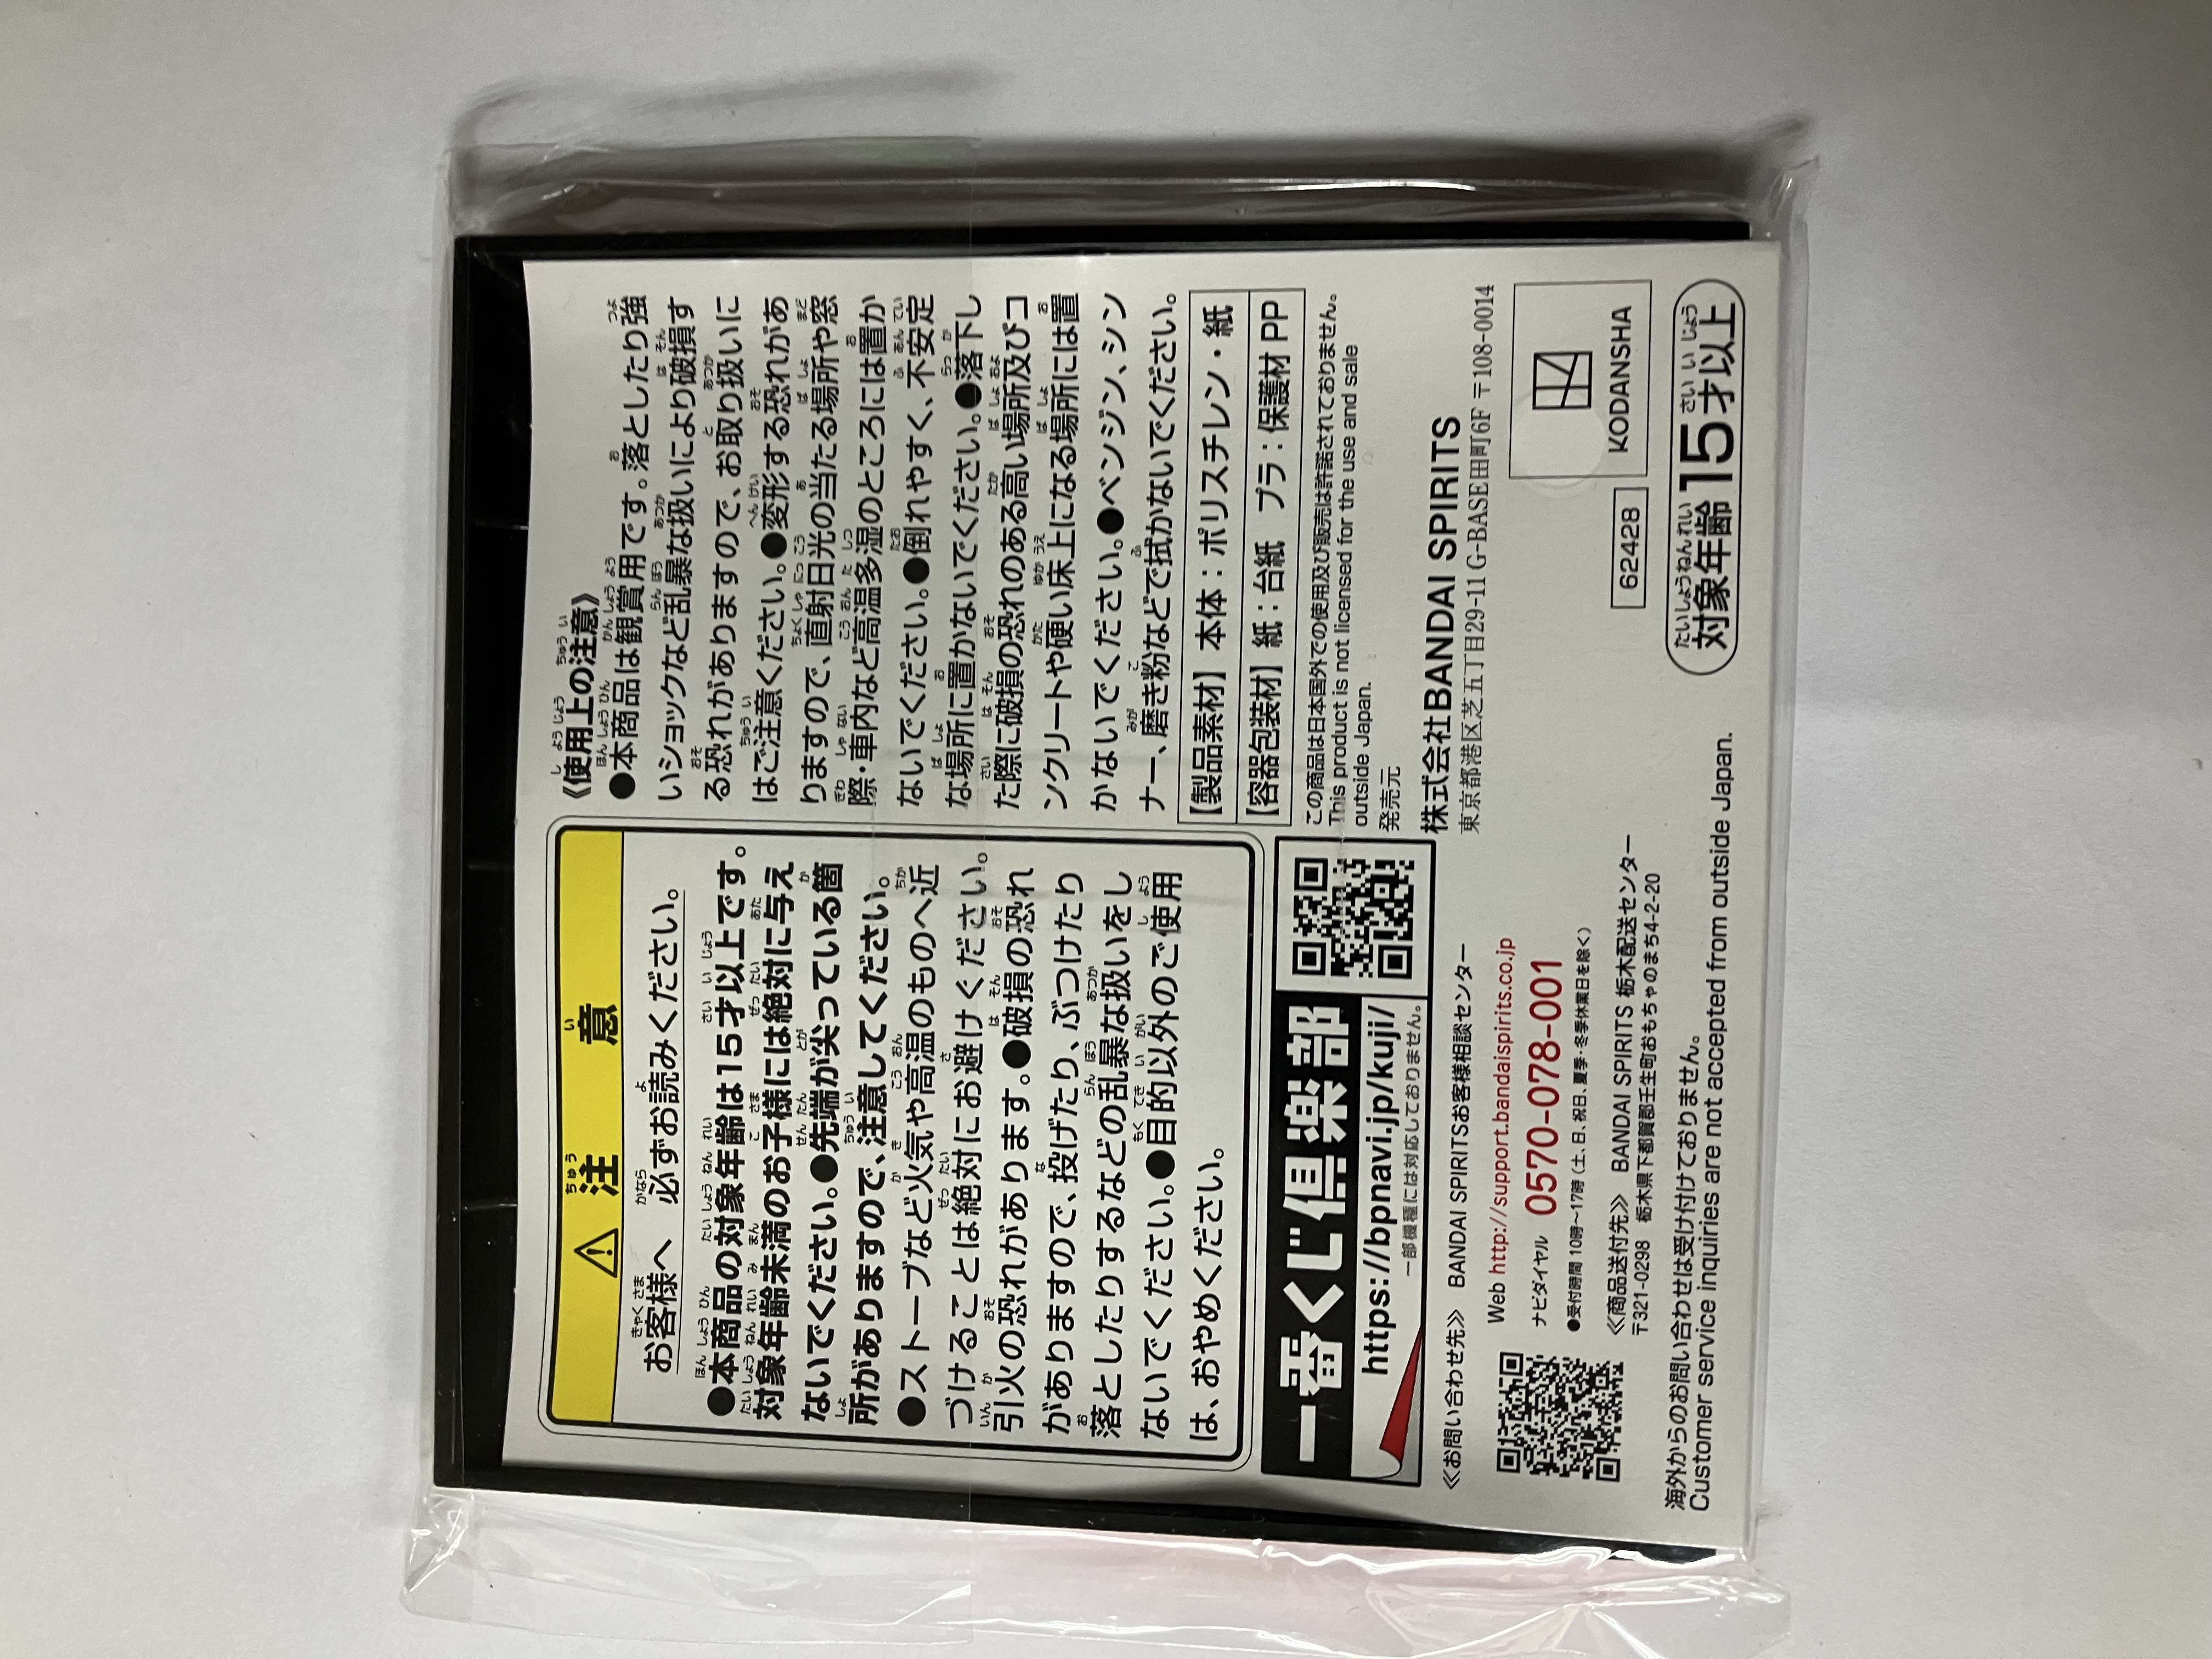 ⚠ 注意
お客様へ 必ずお読みください。
●本商品の対象年齢は15才以上です。
対象年齢未満のお子様には絶対に与え
ないでください。●先端が尖っている箇
所がありますので、注意してください。
●ストーブなど火気や高温のものへ近
づけることは絶対にお避けください。
引火の恐れがあります。●破損の恐れ
がありますので、投げたり、ぶつけたり
落としたりするなどの乱暴な扱いをし
ないでください。●目的以外のご使用
は、おやめください。
《使用上の注意》
●本商品は観賞用です。落としたり強
いショックなど乱暴な扱いにより破損す
る恐れがありますので、お取り扱いに
はご注意ください。●変形する恐れがあ
りますので、直射日光の当たる場所や窓
際・車内など高温多湿のところには置か
ないでください。●倒れやすく、不安定
な場所に置かないでください。●落下し
た際に破損の恐れのある高い場所及びコ
ンクリートや硬い床上になる場所には置
かないでください。●ベンジン、シン
ナー、磨き粉などで拭かないでください。
【製品素材】本体：ポリスチレン・紙
【容器包装材】紙：台紙 プラ：保護材 PP
この商品は日本国外での使用及び販売は許諾されておりません。
This product is not licensed for the use and sale
outside Japan.
発売元
株式会社BANDAI SPIRITS
東京都港区芝五丁目29-11 G-BASE田町6F 〒108-0014
一番くじ倶楽部
https://bpnavi.jp/kuji/
一部機種には対応しておりません。
《お問い合わせ先》 BANDAI SPIRITSお客様相談センター
Web http://support.bandaispirits.co.jp
ナビダイヤル 0570-078-001
●受付時間 10時～17時（土、日、祝日、夏季・冬季休業日を除く）
《商品送付先》 BANDAI SPIRITS 栃木配送センター
〒321-0298 栃木県下都賀郡壬生町おもちゃのまち4-2-20
海外からのお問い合わせは受け付けておりません。
Customer service inquiries are not accepted from outside Japan.
KODANSHA
62428
対象年齢15才以上